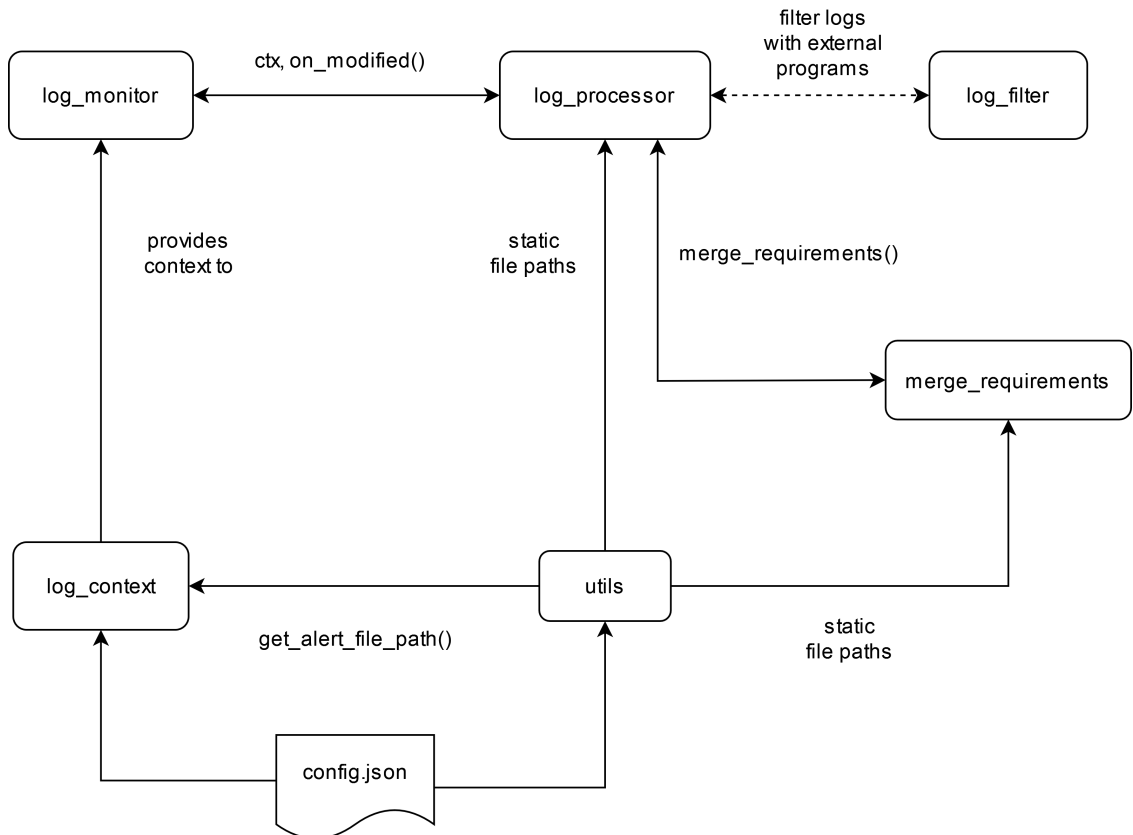 filter logs
with external
programs
ctx, on_modified()
log_monitor
log_processor
log_filter
provides
context to
static
file paths
merge_requirements()
merge_requirements
log_context
utils
get_alert_file_path()
static
file paths
config.json